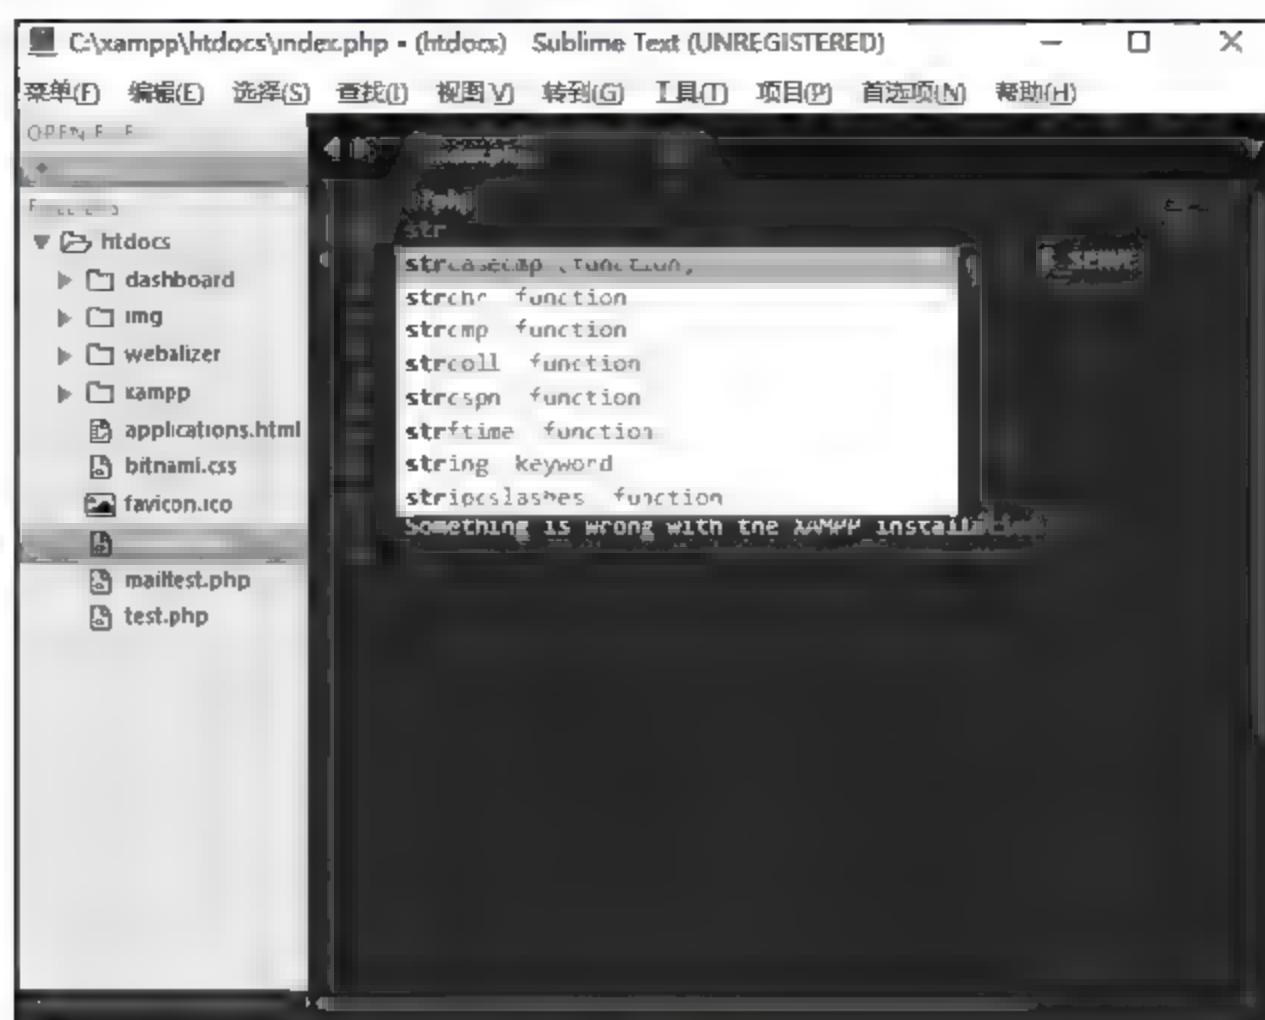 C:\xampp\htdocs\index.php • (htdocs) Sublime Text (UNREGISTERED)
菜单(F) 编辑(E) 选择(S) 查找(I) 视图(V) 转到(G) 工具(T) 项目(P) 首选项(N) 帮助(H)
htdocs
dashboard
img
webalizer
xampp
applications.html
bitnami.css
favicon.ico
mailtest.php
test.php
str
strcasecmp (function)
strchr function
strcmp function
strcoll function
strcspn function
strftime function
string keyword
stripcslashes function
Something is wrong with the XAMPP